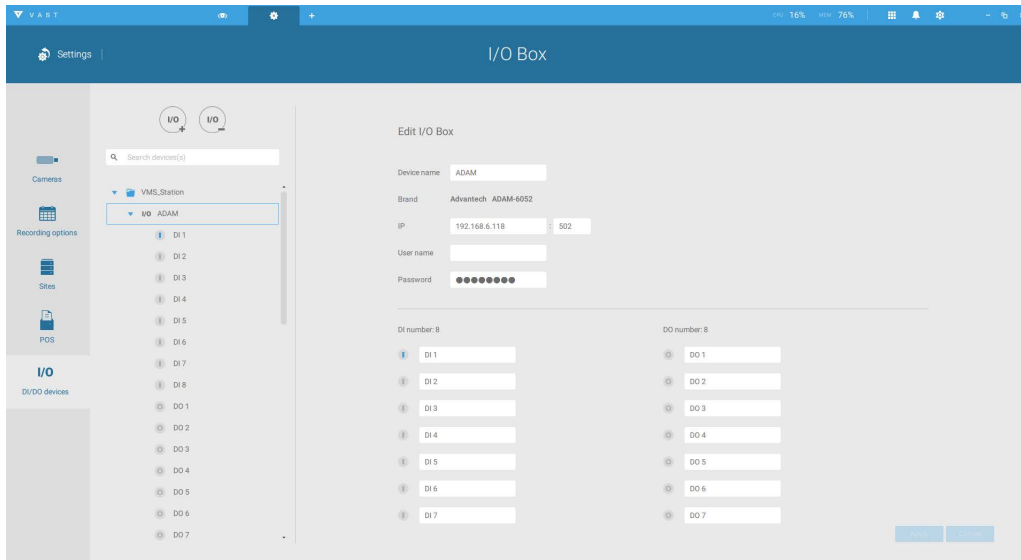 VAST
CPU 16% MEM 76%
Settings
I/O Box
I/O
I/O
Search devices(s)
Cameras
Recording options
Sites
POS
I/O
DI/DO devices
VMS_Station
I/O ADAM
DI 1
DI 2
DI 3
DI 4
DI 5
DI 6
DI 7
DI 8
DO 1
DO 2
DO 3
DO 4
DO 5
DO 6
DO 7
Edit I/O Box
Device name ADAM
Brand Advantech ADAM-6052
IP 192.168.6.118 : 502
User name
Password
DI number: 8
DI 1
DI 2
DI 3
DI 4
DI 5
DI 6
DI 7
DO number: 8
DO 1
DO 2
DO 3
DO 4
DO 5
DO 6
DO 7